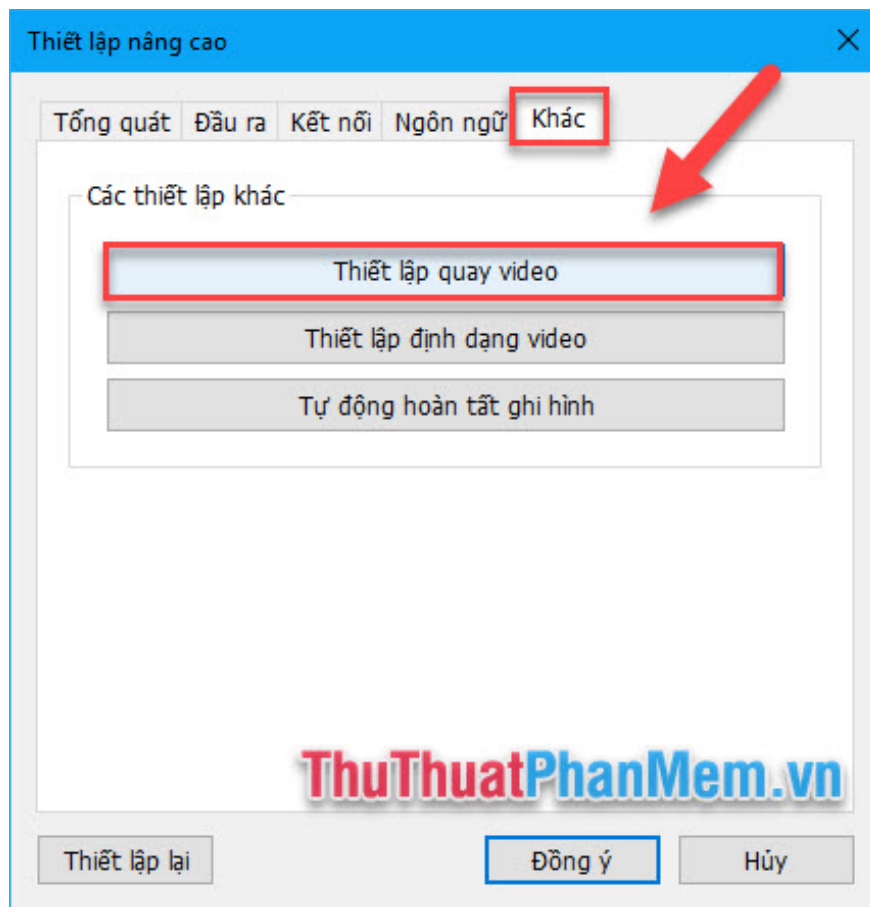 Thiết lập nâng cao
Tổng quát Đầu ra Kết nối Ngôn ngữ Khác
Các thiết lập khác
Thiết lập quay video
Thiết lập định dạng video
Tự động hoàn tất ghi hình
ThuThuatPhanMem.vn
Thiết lập lại Đồng ý Hủy